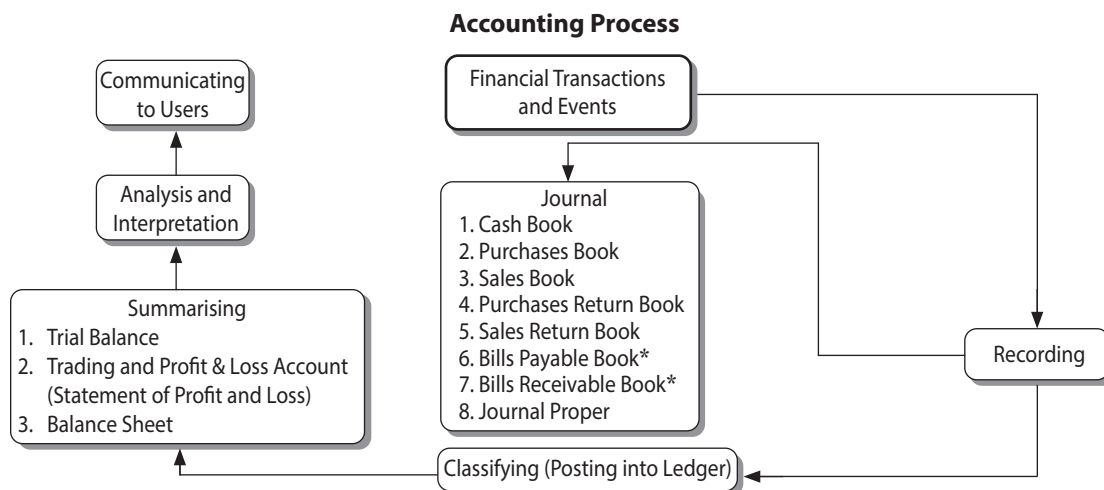 Accounting Process
Financial Transactions
and Events
Recording
Journal
1. Cash Book
2. Purchases Book
3. Sales Book
4. Purchases Return Book
5. Sales Return Book
6. Bills Payable Book*
7. Bills Receivable Book*
8. Journal Proper
Classifying (Posting into Ledger)
Summarising
1. Trial Balance
2. Trading and Profit & Loss Account
(Statement of Profit and Loss)
3. Balance Sheet
Analysis and
Interpretation
Communicating
to Users